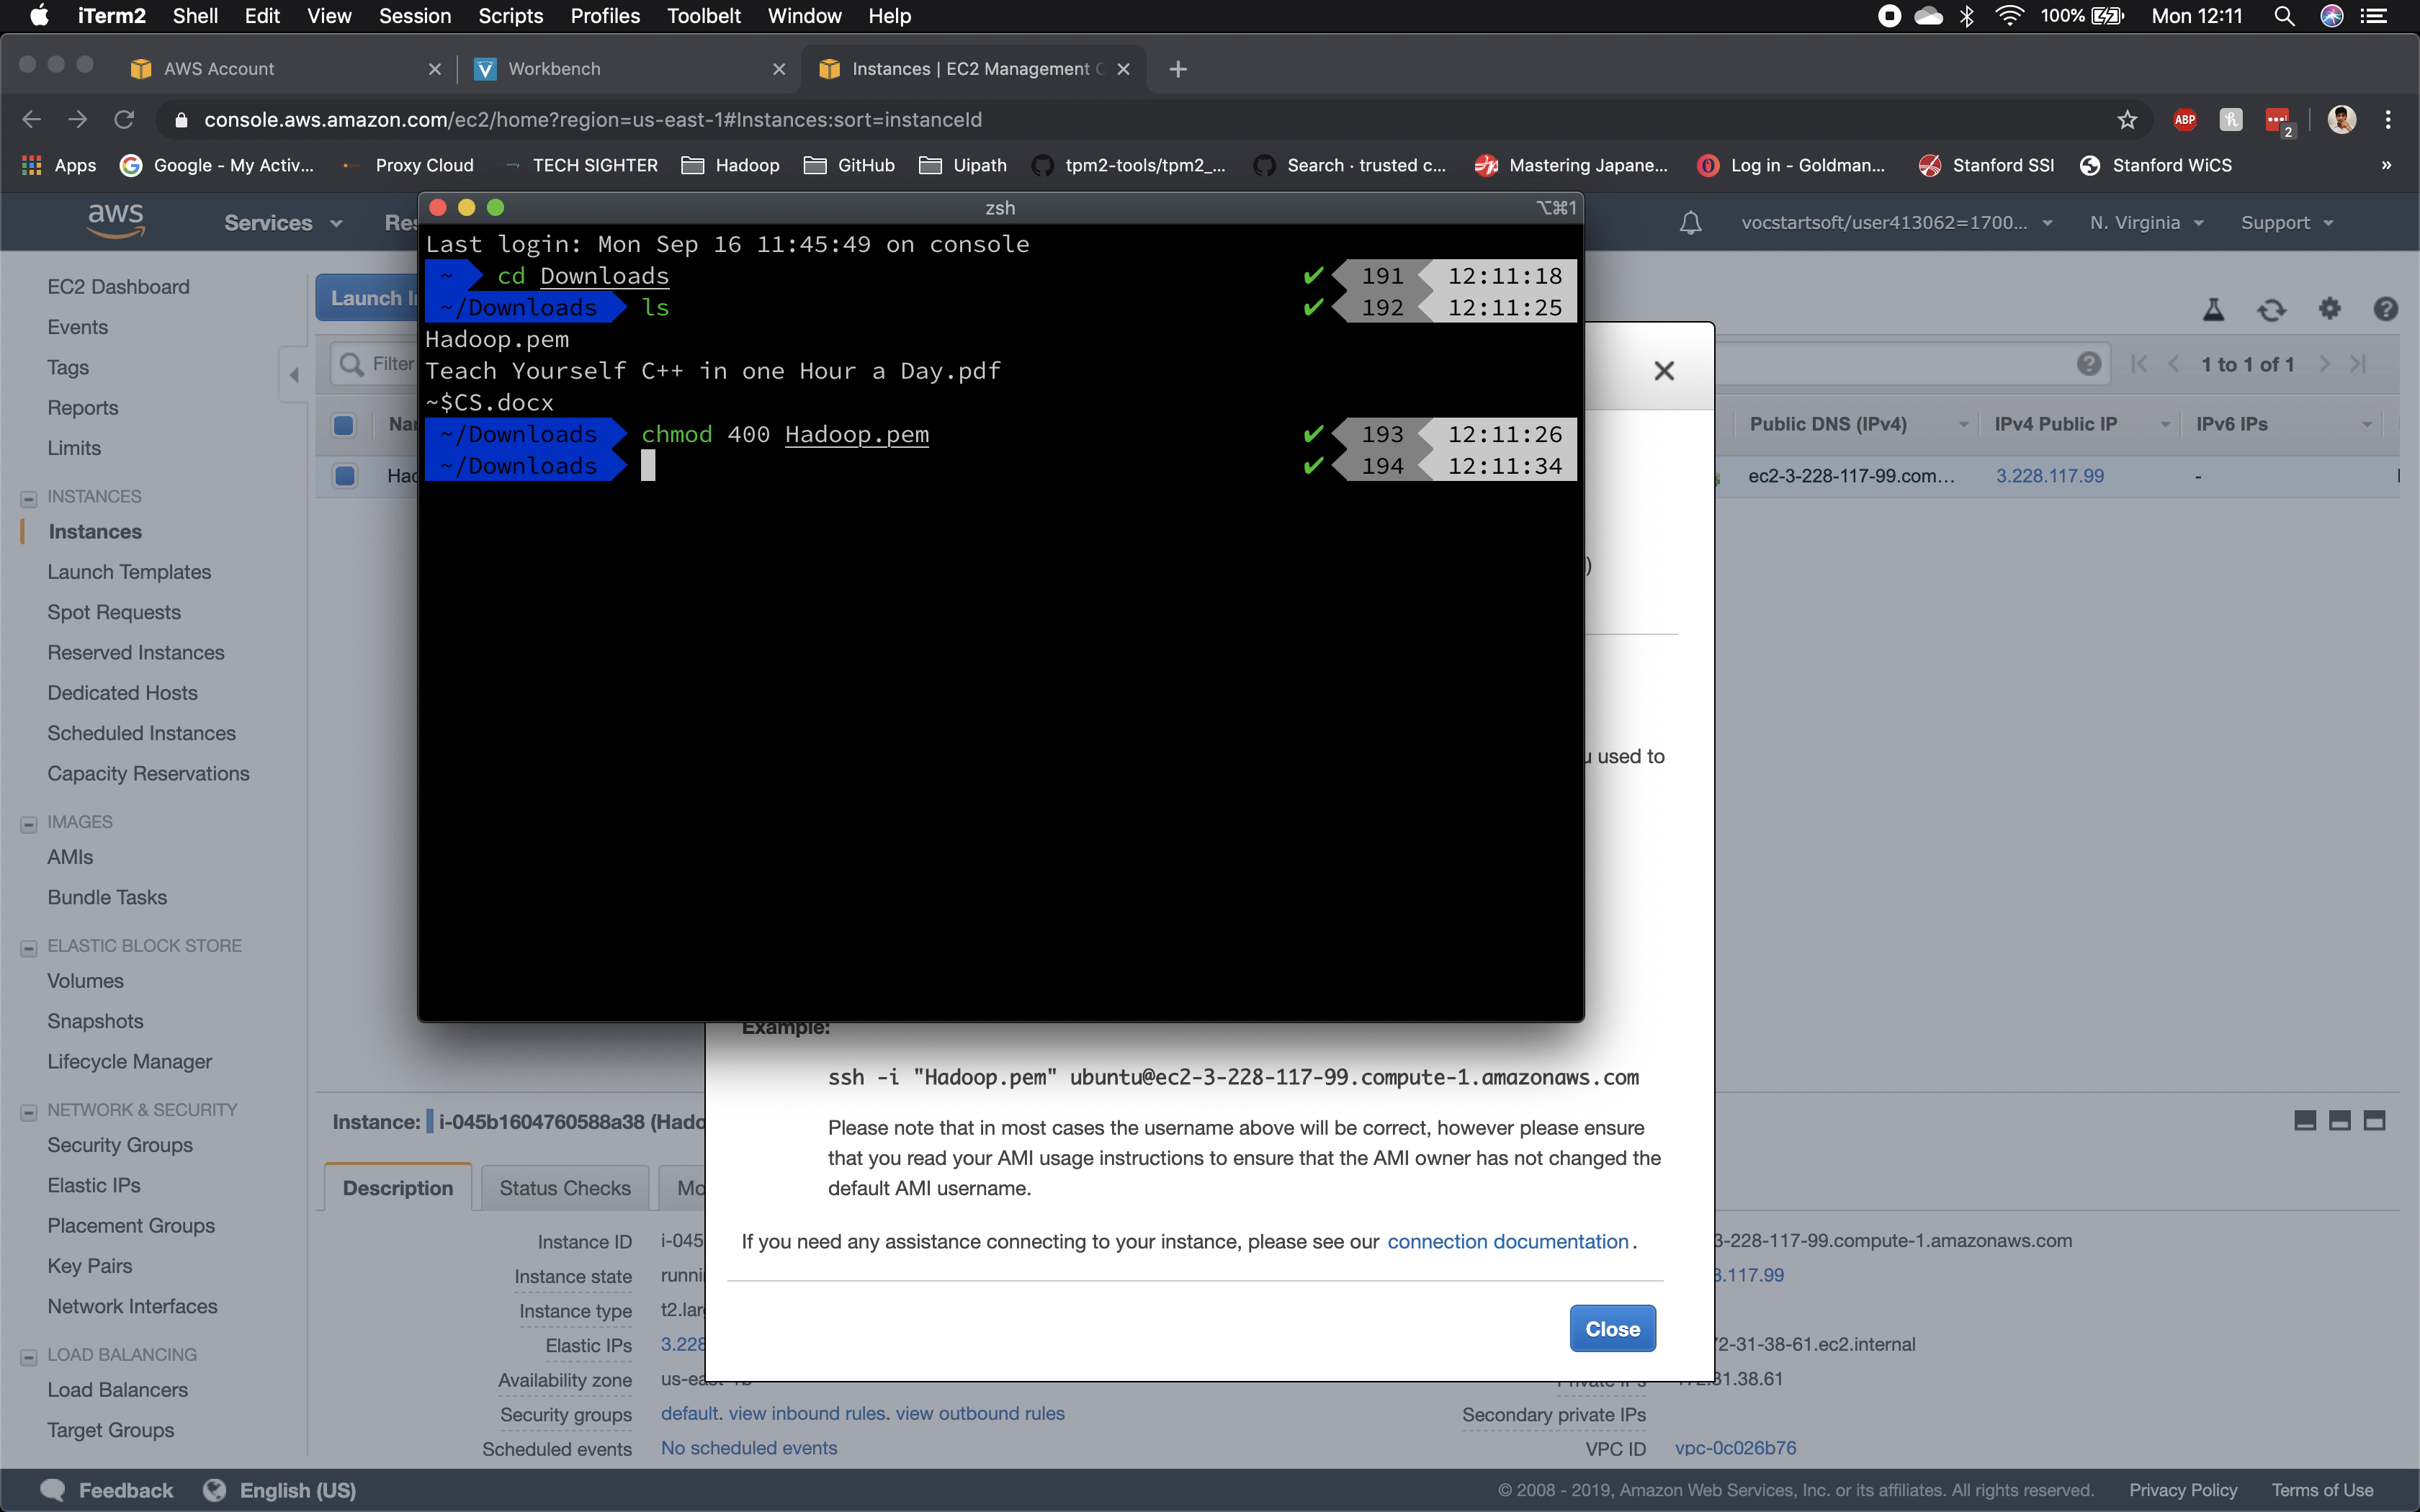 iTerm2 Shell Edit View Session Scripts Profiles Toolbelt Window Help 100% Mon 12:11
AWS Account Workbench Instances | EC2 Management
console.aws.amazon.com/ec2/home?region=us-east-1#Instances:sort=instanceId ABP 2
Apps Google - My Activ... Proxy Cloud TECH SIGHTER Hadoop GitHub Uipath tpm2-tools/tpm2_... Search · trusted c... Mastering Japane... Log in - Goldman... Stanford SSI Stanford WiCS »
aws Services Res vocstartsoft/user413062=1700... N. Virginia Support
zsh ⌥⌘1
Last login: Mon Sep 16 11:45:49 on console
~ cd Downloads ✔ 191 12:11:18
~/Downloads ls ✔ 192 12:11:25
Hadoop.pem
Teach Yourself C++ in one Hour a Day.pdf
~$CS.docx
~/Downloads chmod 400 Hadoop.pem ✔ 193 12:11:26
~/Downloads ✔ 194 12:11:34
EC2 Dashboard
Events
Tags
Reports
Limits
INSTANCES
Instances
Launch Templates
Spot Requests
Reserved Instances
Dedicated Hosts
Scheduled Instances
Capacity Reservations
IMAGES
AMIs
Bundle Tasks
ELASTIC BLOCK STORE
Volumes
Snapshots
Lifecycle Manager
NETWORK & SECURITY
Security Groups
Elastic IPs
Placement Groups
Key Pairs
Network Interfaces
LOAD BALANCING
Load Balancers
Target Groups
Launch I
Filter 1 to 1 of 1
Na Public DNS (IPv4) IPv4 Public IP IPv6 IPs
Had ec2-3-228-117-99.com... 3.228.117.99 -
)
u used to
Example:
ssh -i "Hadoop.pem" ubuntu@ec2-3-228-117-99.compute-1.amazonaws.com
Please note that in most cases the username above will be correct, however please ensure
that you read your AMI usage instructions to ensure that the AMI owner has not changed the
default AMI username.
If you need any assistance connecting to your instance, please see our connection documentation.
Close
Instance: i-045b1604760588a38 (Hado
Description Status Checks Mo
Instance ID i-045
Instance state runni
Instance type t2.lar
Elastic IPs 3.228
Availability zone us-east-1b
Security groups default. view inbound rules. view outbound rules
Scheduled events No scheduled events
3-228-117-99.compute-1.amazonaws.com
3.117.99
72-31-38-61.ec2.internal
Private IPs 172.31.38.61
Secondary private IPs
VPC ID vpc-0c026b76
Feedback English (US) © 2008 - 2019, Amazon Web Services, Inc. or its affiliates. All rights reserved. Privacy Policy Terms of Use